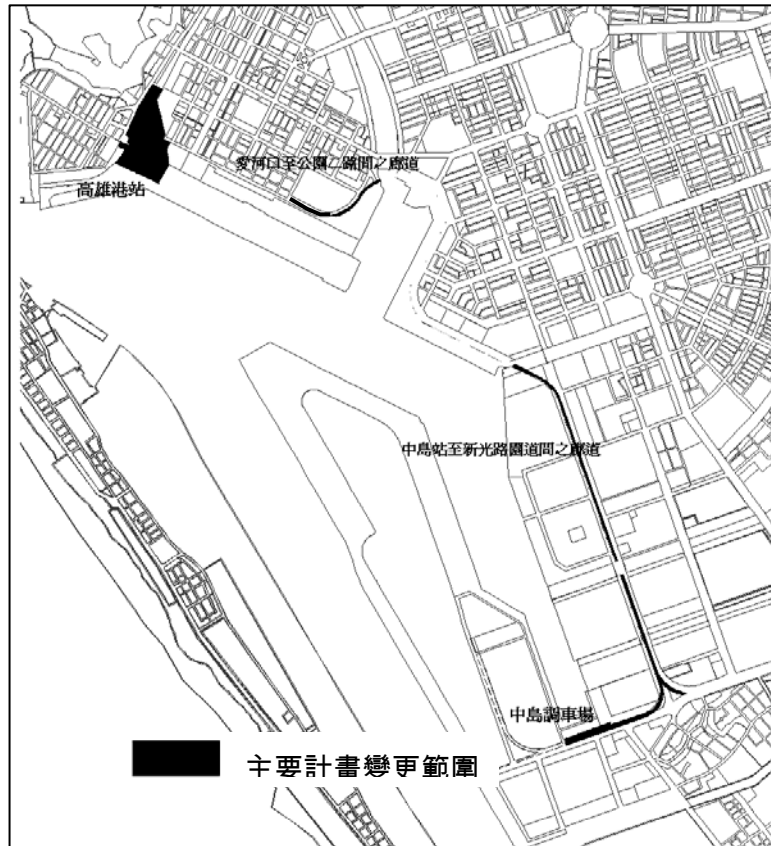 愛河口至公園二路間之廊道
高雄港站
中島站至新光路園道間之廊道
中島調車場
主要計畫變更範圍